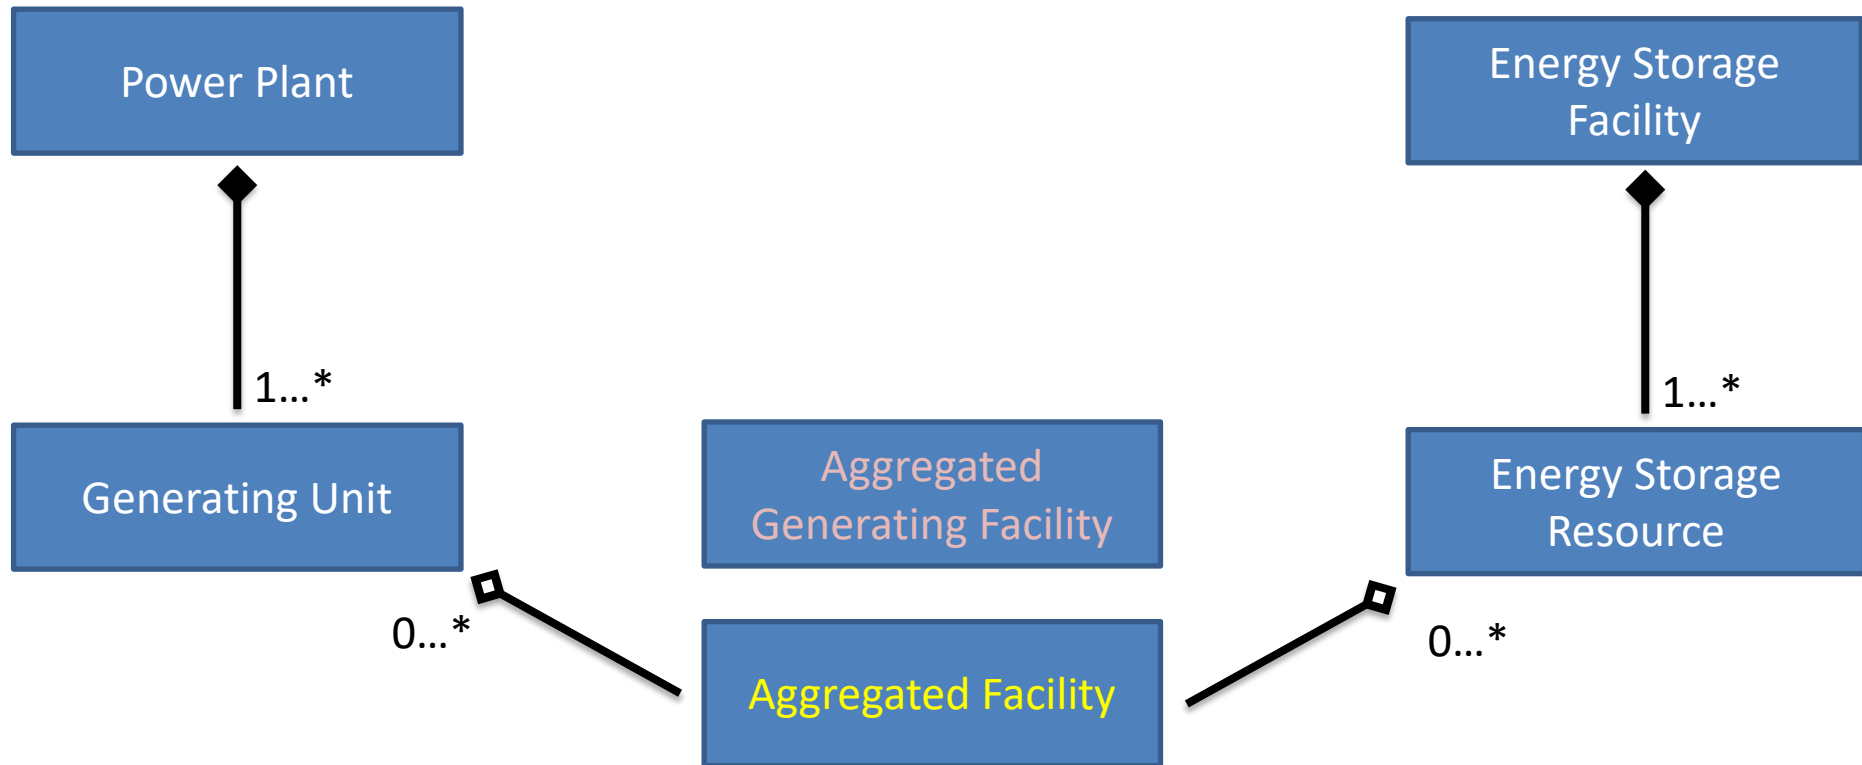 Power Plant
Energy Storage
Facility
1...*
1...*
Generating Unit
Aggregated
Generating Facility
Energy Storage
Resource
0...*
0...*
Aggregated Facility